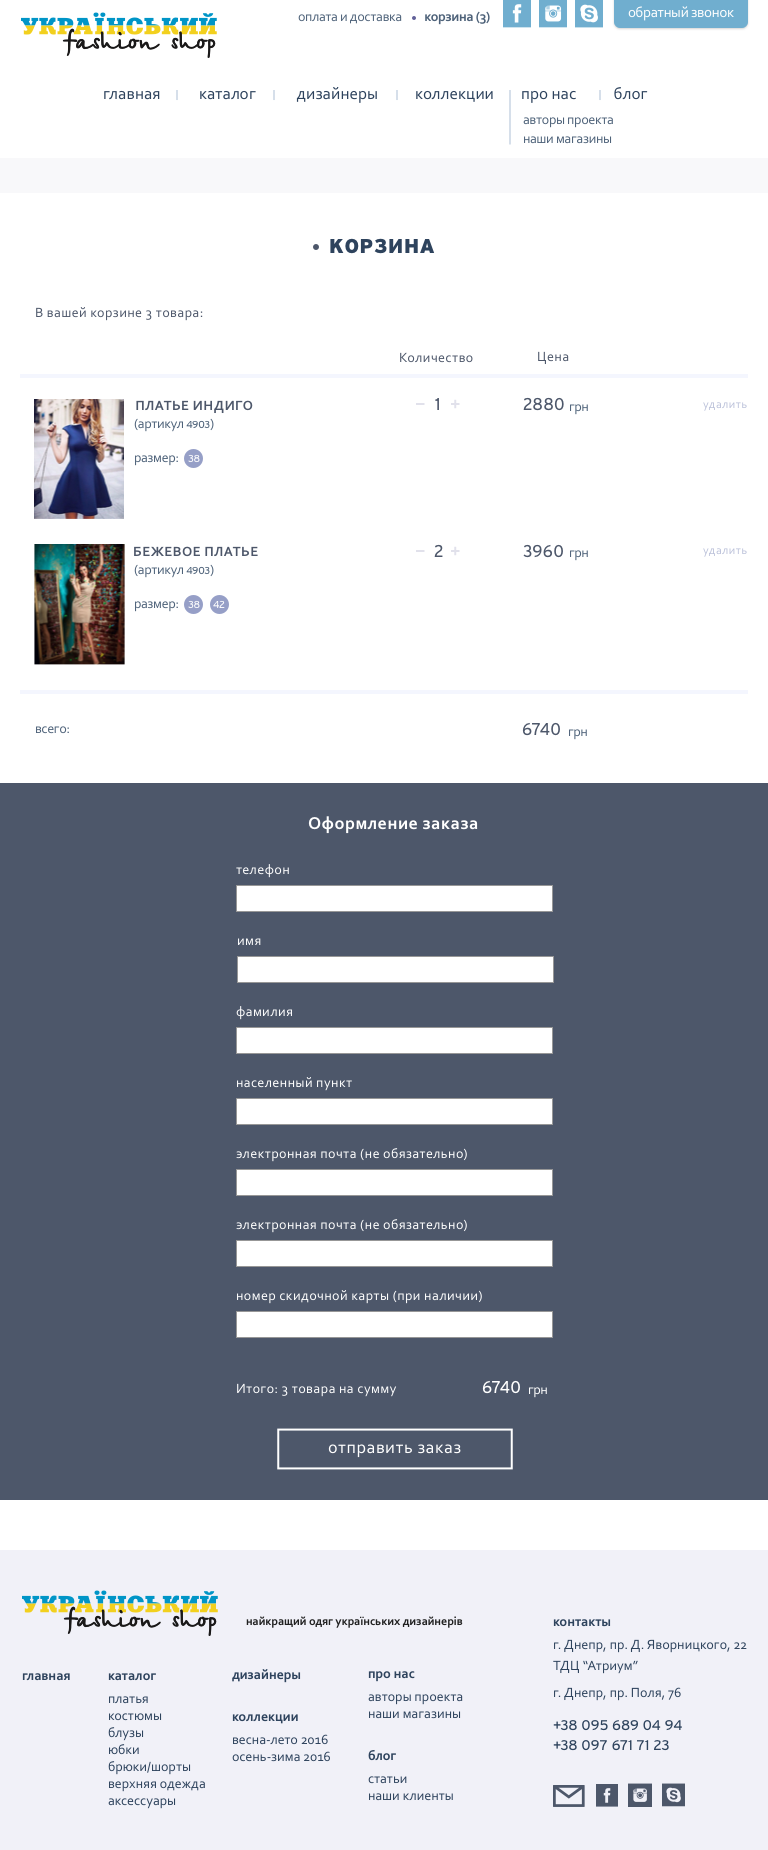 УКРАЇНСЬКИЙ
fashion shop
оплата и доставка • корзина (3)
обратный звонок
главная | каталог | дизайнеры | коллекции | про нас | блог
авторы проекта
наши магазины
• КОРЗИНА
В вашей корзине 3 товара:
Количество Цена
ПЛАТЬЕ ИНДИГО − 1 + 2880 грн удалить
(артикул 4903)
размер: 38
БЕЖЕВОЕ ПЛАТЬЕ − 2 + 3960 грн удалить
(артикул 4903)
размер: 38 42
всего: 6740 грн
Оформление заказа
телефон
имя
фамилия
населенный пункт
электронная почта (не обязательно)
электронная почта (не обязательно)
номер скидочной карты (при наличии)
Итого: 3 товара на сумму 6740 грн
отправить заказ
УКРАЇНСЬКИЙ
fashion shop
найкращий одяг українських дизайнерів
главная
каталог
платья
костюмы
блузы
юбки
брюки/шорты
верхняя одежда
аксессуары
дизайнеры
коллекции
весна-лето 2016
осень-зима 2016
про нас
авторы проекта
наши магазины
блог
статьи
наши клиенты
контакты
г. Днепр, пр. Д. Яворницкого, 22
ТДЦ “Атриум”
г. Днепр, пр. Поля, 76
+38 095 689 04 94
+38 097 671 71 23